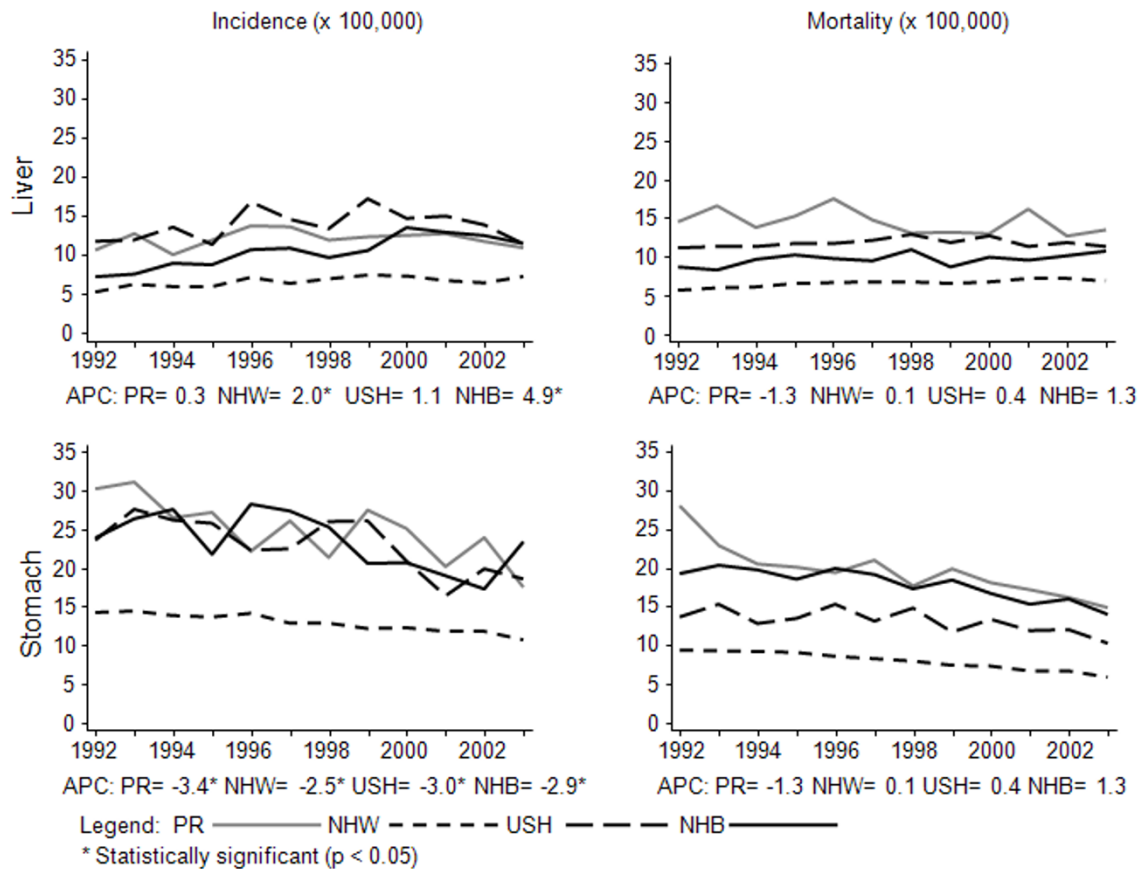 Incidence (x 100,000)
Mortality (x 100,000)
Liver
35
30
25
20
15
10
5
0
1992 1994 1996 1998 2000 2002
APC: PR= 0.3 NHW= 2.0* USH= 1.1 NHB= 4.9*
35
30
25
20
15
10
5
0
1992 1994 1996 1998 2000 2002
APC: PR= -1.3 NHW= 0.1 USH= 0.4 NHB= 1.3
Stomach
35
30
25
20
15
10
5
0
1992 1994 1996 1998 2000 2002
APC: PR= -3.4* NHW= -2.5* USH= -3.0* NHB= -2.9*
35
30
25
20
15
10
5
0
1992 1994 1996 1998 2000 2002
APC: PR= -1.3 NHW= 0.1 USH= 0.4 NHB= 1.3
Legend: PR NHW USH NHB
* Statistically significant (p < 0.05)